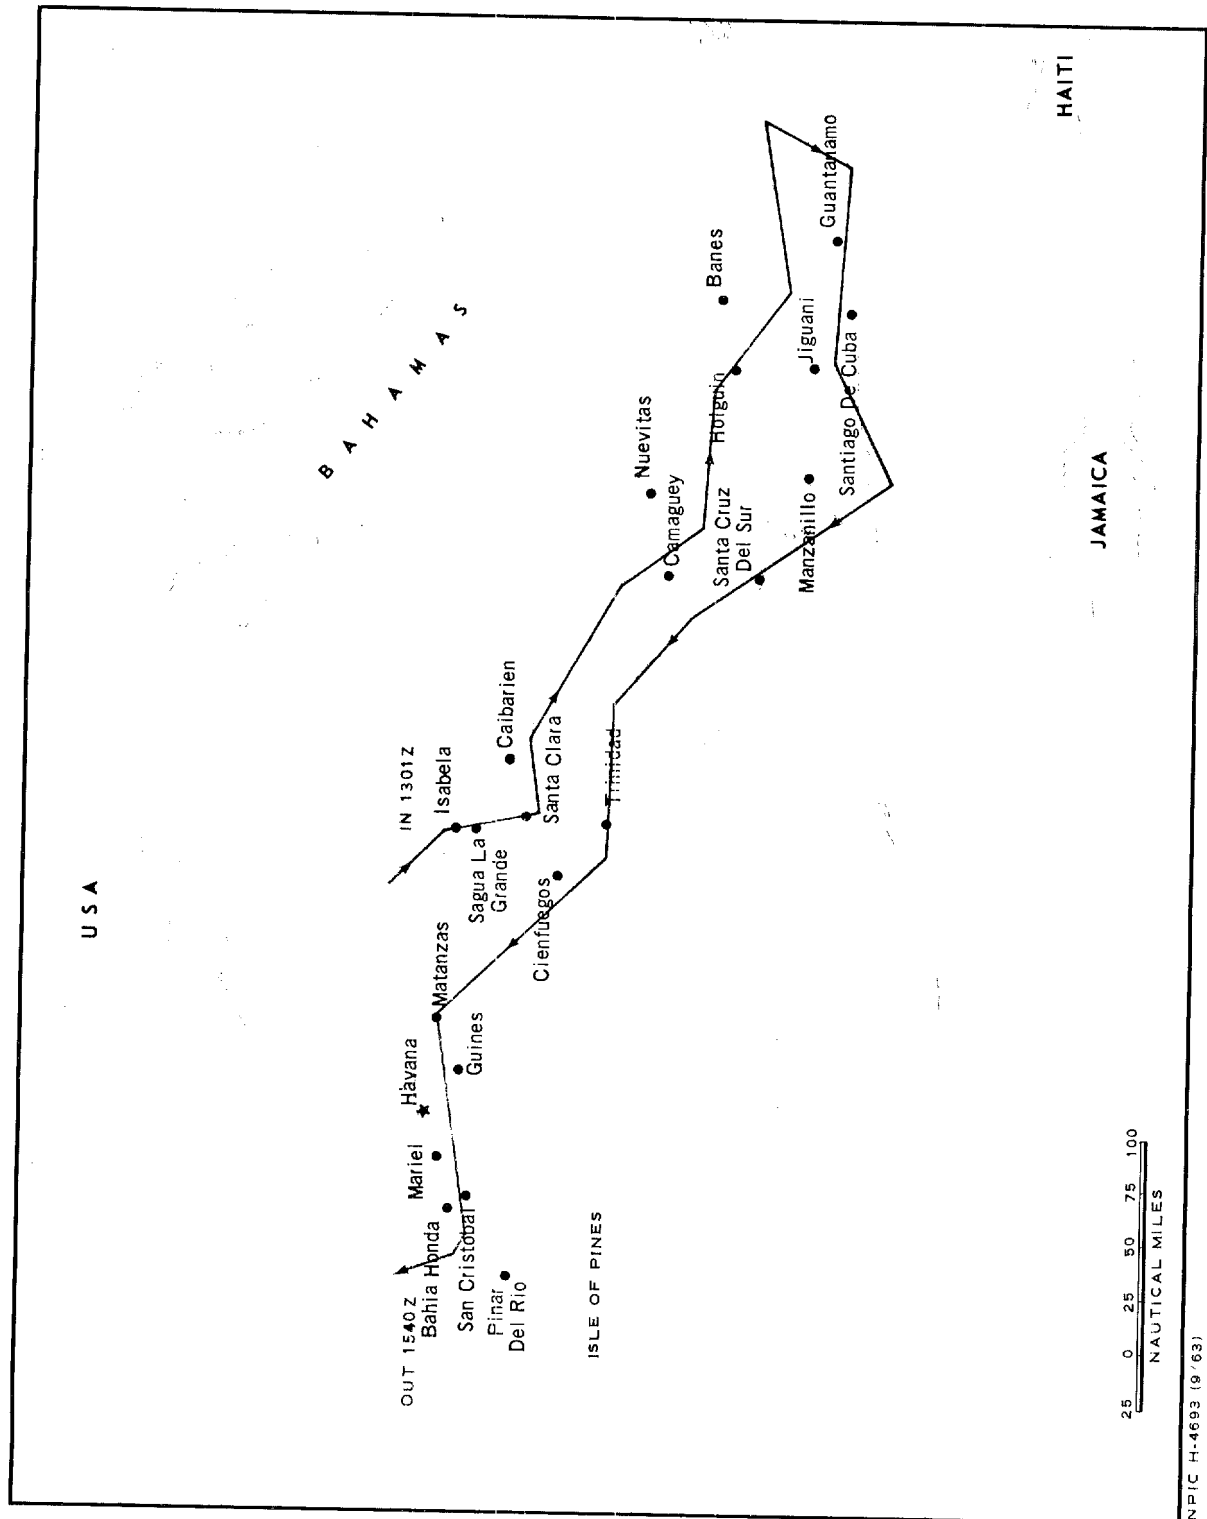 USA
BAHAMAS
HAITI
JAMAICA
IN 1301Z
Isabela
Sagua La
Grande
Caibarien
Santa Clara
Matanzas
Havana
Guines
Mariel
OUT 1540Z
Bahia Honda
San Cristobal
Pinar
Del Rio
ISLE OF PINES
Cienfuegos
Trinidad
Nuevitas
Camaguey
Santa Cruz
Del Sur
Holguin
Banes
Manzanillo
Jiguani
Santiago De Cuba
Guantanamo
25 0 25 50 75 100
NAUTICAL MILES
NPIC H-4693 (9/63)